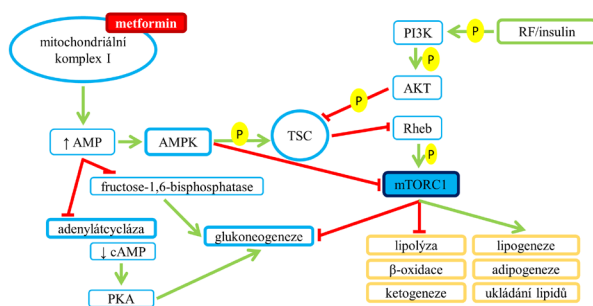 metformin
mitochondriální
komplex I
PI3K
P
RF/insulin
P
AKT
P
↑ AMP
AMPK
P
TSC
Rheb
P
fructose-1,6-bisphosphatase
mTORC1
adenylátcycláza
↓ cAMP
PKA
glukoneogeneze
lipolýza
lipogeneze
β-oxidace
adipogeneze
ketogeneze
ukládání lipidů